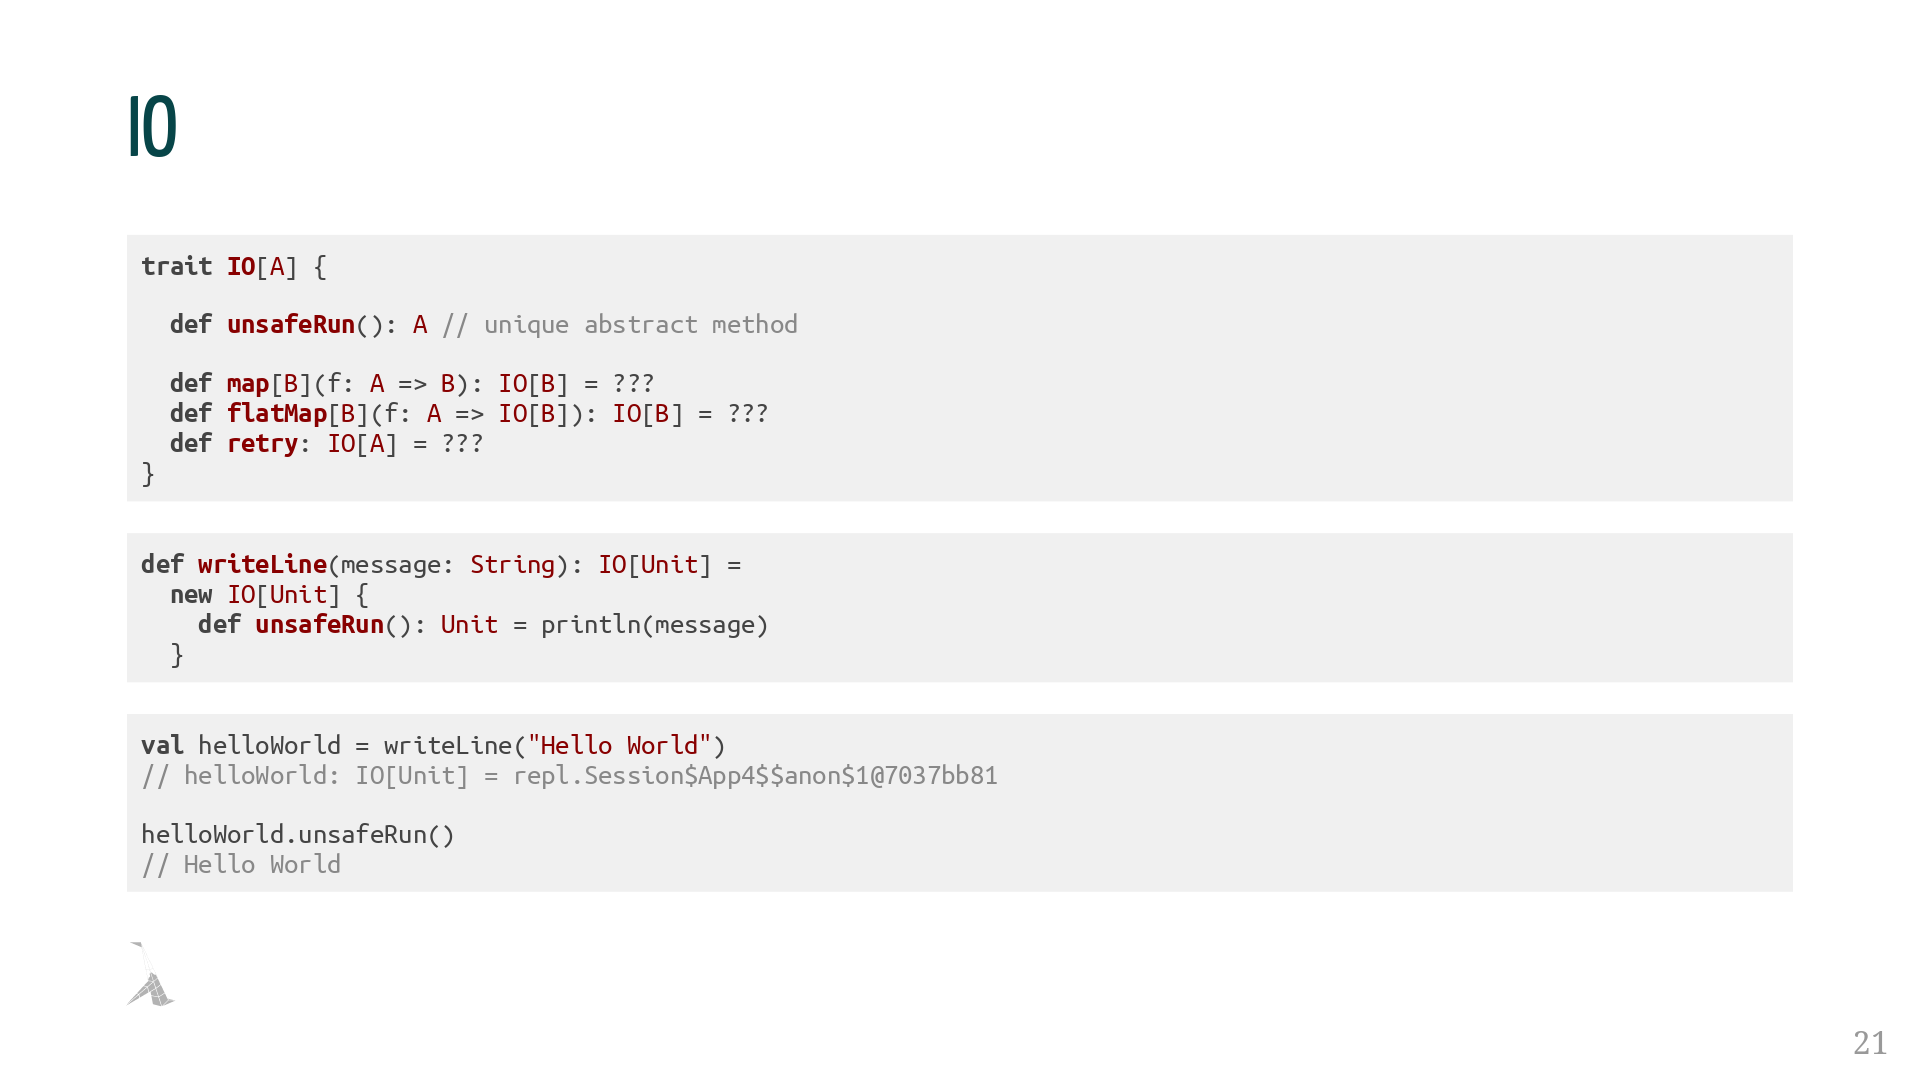 IO
trait IO[A] {
  def unsafeRun(): A // unique abstract method
  def map[B](f: A => B): IO[B] = ???
  def flatMap[B](f: A => IO[B]): IO[B] = ???
  def retry: IO[A] = ???
}
def writeLine(message: String): IO[Unit] =
  new IO[Unit] {
    def unsafeRun(): Unit = println(message)
  }
val helloWorld = writeLine("Hello World")
// helloWorld: IO[Unit] = repl.Session$App4$$anon$1@7037bb81
helloWorld.unsafeRun()
// Hello World
21